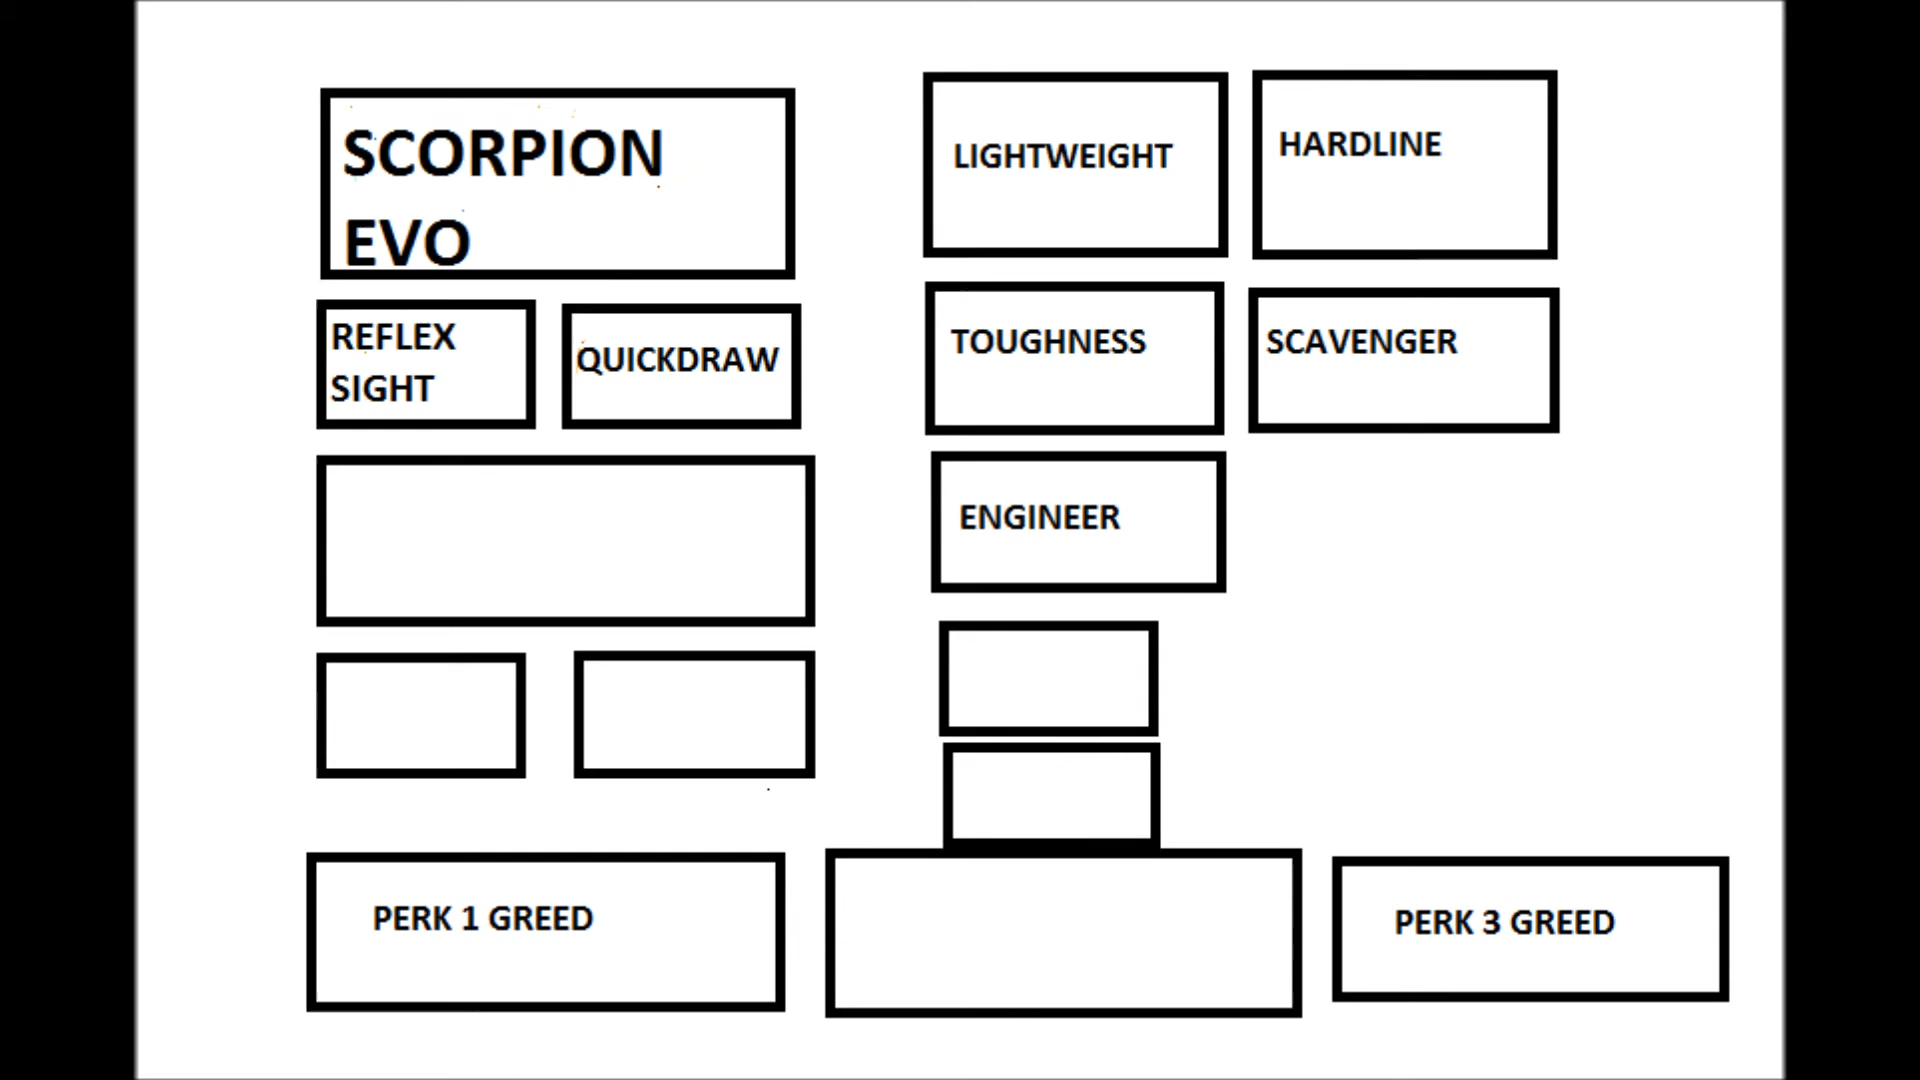 SCORPION
EVO
REFLEX
SIGHT
QUICKDRAW
LIGHTWEIGHT
HARDLINE
TOUGHNESS
SCAVENGER
ENGINEER
PERK 1 GREED
PERK 3 GREED